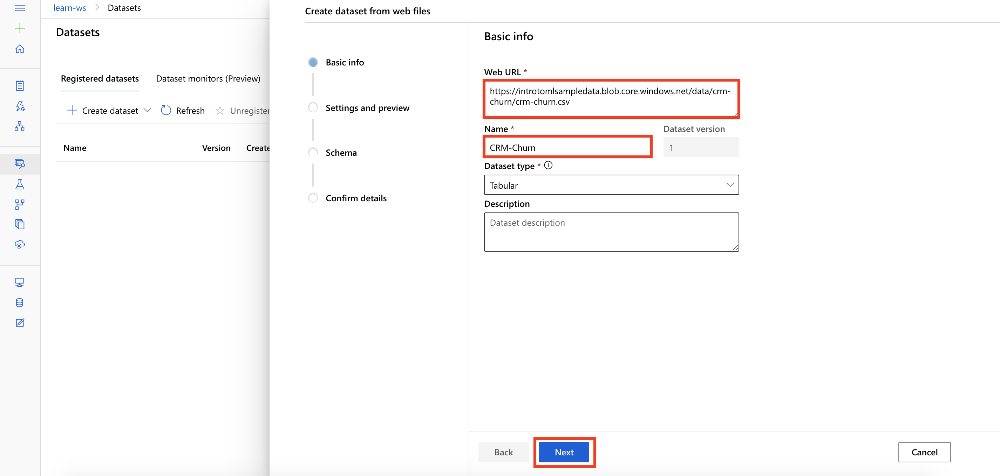 learn-ws > Datasets
Datasets
Registered datasets
Dataset monitors (Preview)
Create dataset
Refresh
Unregister
Name
Version
Create
Create dataset from web files
Basic info
Settings and preview
Schema
Confirm details
Basic info
Web URL *
https://introtomlsampledata.blob.core.windows.net/data/crm-
churn/crm-churn.csv
Name *
Dataset version
CRM-Churn
1
Dataset type *
Tabular
Description
Dataset description
Back
Next
Cancel